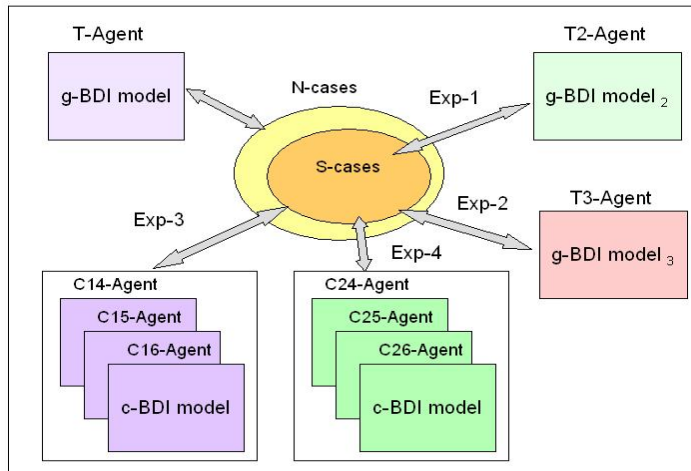 T-Agent
T2-Agent
g-BDI model
N-cases
Exp-1
g-BDI model 2
S-cases
Exp-3
Exp-2
T3-Agent
Exp-4
g-BDI model 3
C14-Agent
C24-Agent
C15-Agent
C25-Agent
C16-Agent
C26-Agent
c-BDI model
c-BDI model